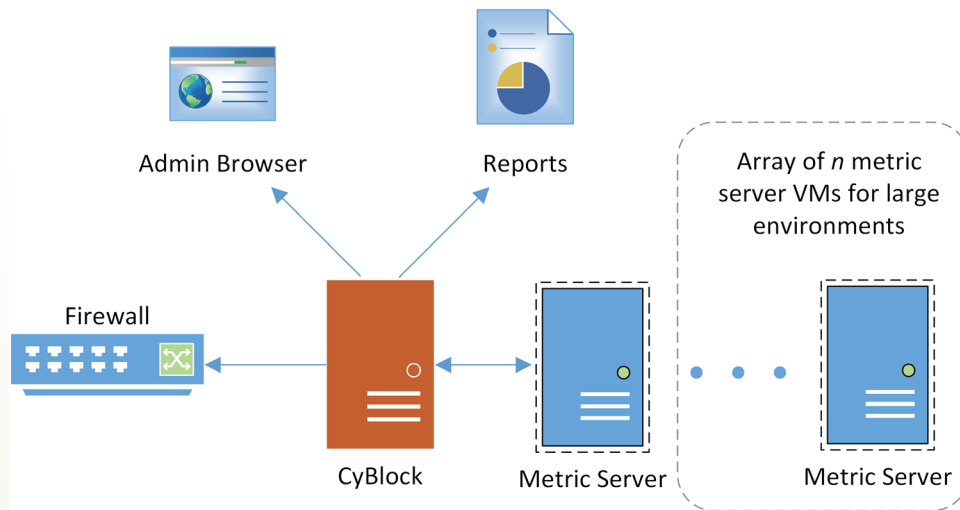 Admin Browser
Reports
Array of n metric
server VMs for large
environments
Firewall
CyBlock
Metric Server
Metric Server